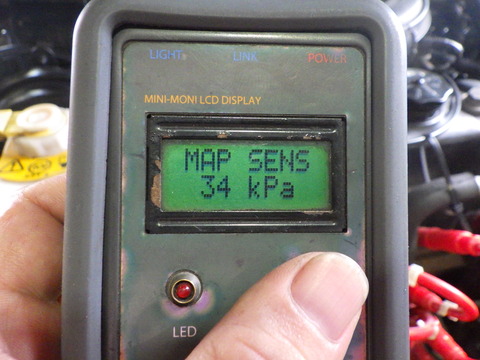 LIGHT LINK POWER
MINI-MONI LCD DISPLAY
MAP SENS
34 kPa
LED